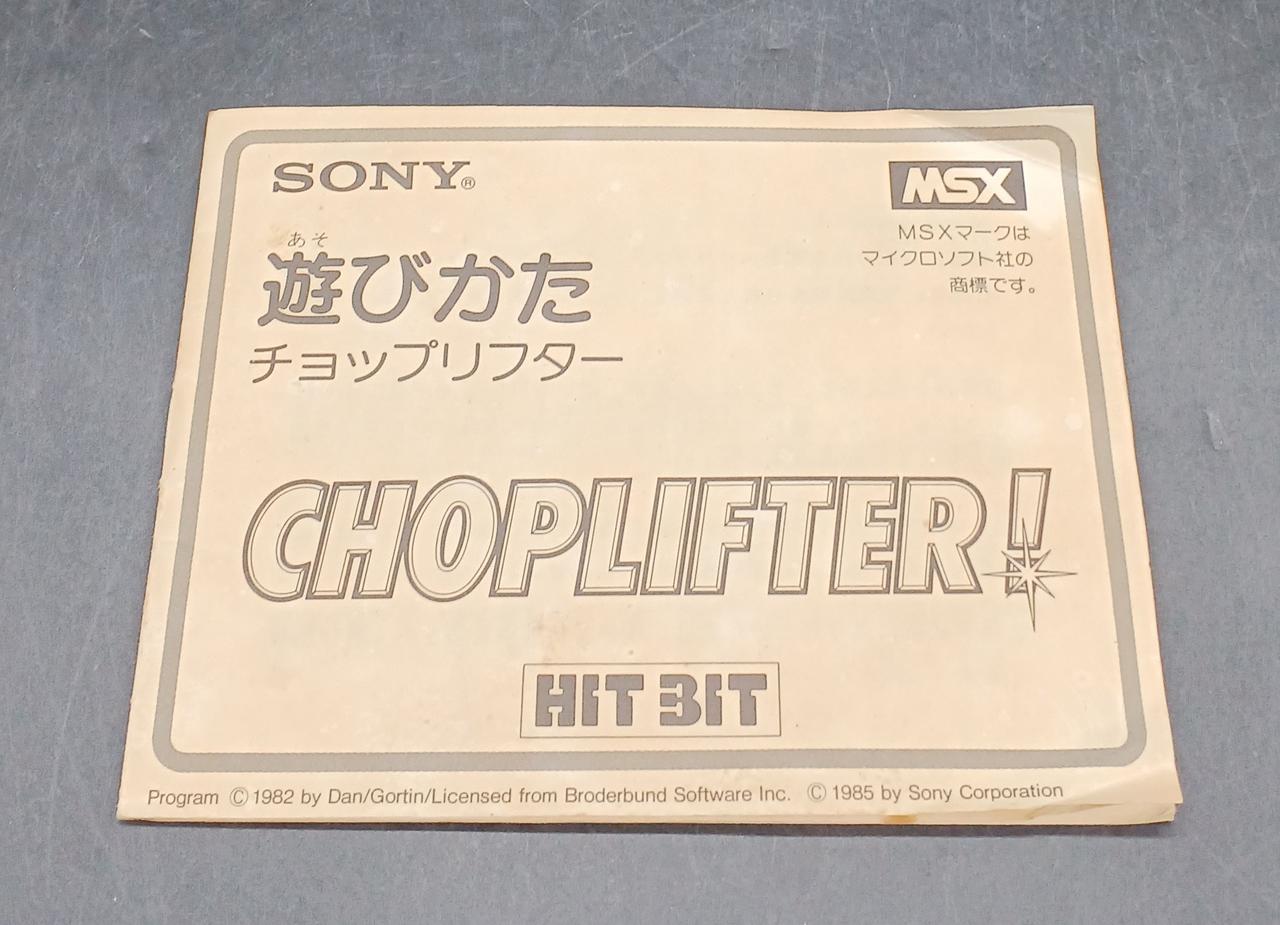 SONY®
MSX
MSXマークは
マイクロソフト社の
商標です。
あそ
遊びかた
チョップリフター
CHOPLIFTER!
HIT BIT
Program © 1982 by Dan/Gortin/Licensed from Broderbund Software Inc. © 1985 by Sony Corporation